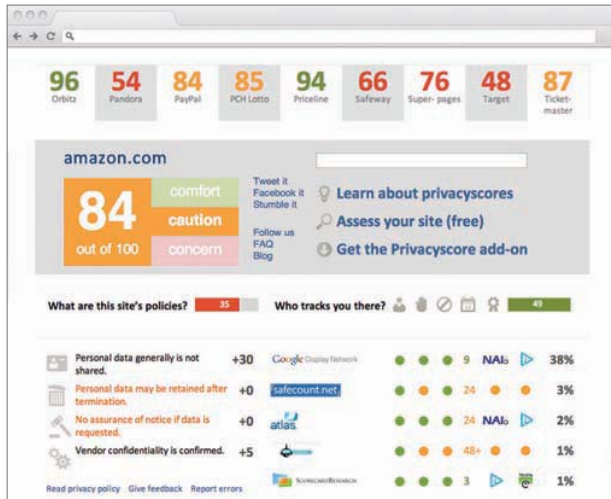 96 54 84 85 94 66 76 48 87
Orbitz Pandora PayPal PCH Lotto Priceline Safeway Super- pages Target Ticket-
master
amazon.com
84
out of 100
comfort
caution
concern
Tweet it
Facebook it
Stumble it
Follow us
FAQ
Blog
Learn about privacyscores
Assess your site (free)
Get the Privacyscore add-on
What are this site's policies? 35 Who tracks you there? 49
Personal data generally is not
shared.
+30
Personal data may be retained after
termination.
+0
No assurance of notice if data is
requested.
+0
Vendor confidentiality is confirmed. +5
Read privacy policy Give feedback Report errors
Google Display Network 9 NAI 38%
safecount.net 24 3%
atlas 24 NAI 2%
48+ 1%
ScorecardResearch 3 1%